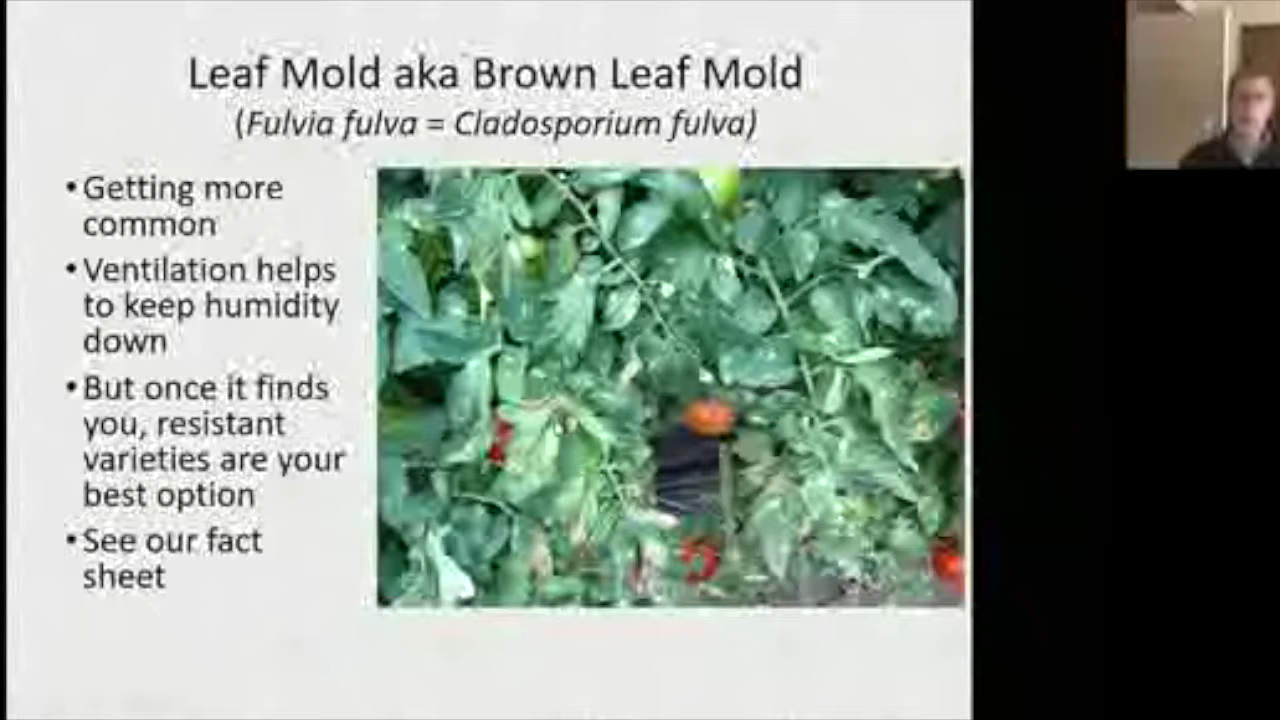 Leaf Mold aka Brown Leaf Mold
(Fulvia fulva = Cladosporium fulva)
• Getting more
common
• Ventilation helps
to keep humidity
down
• But once it finds
you, resistant
varieties are your
best option
• See our fact
sheet